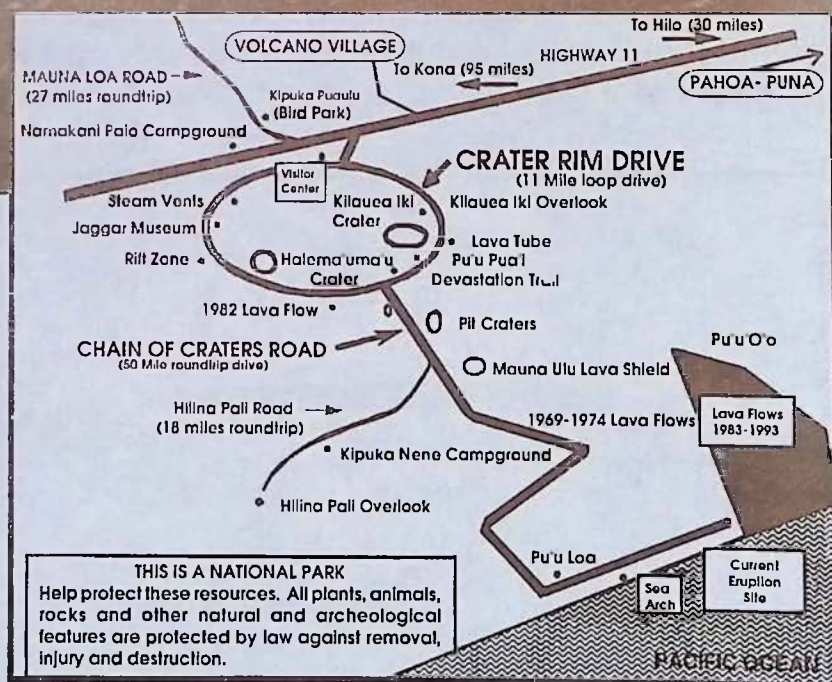 To Hilo (30 miles)
VOLCANO VILLAGE
HIGHWAY 11
To Kona (95 miles)
PAHOA- PUNA
MAUNA LOA ROAD
(27 miles roundtrip)
Kipuka Puaulu
(Bird Park)
Namakani Paio Campground
CRATER RIM DRIVE
(11 Mile loop drive)
Visitor
Center
Steam Vents
Kilauea Iki
Crater
Kilauea Iki Overlook
Jaggar Museum
Lava Tube
Rift Zone
Halemauma'u
Crater
Pu'u Pua'i
Devastation Trail
1982 Lava Flow
Pit Craters
CHAIN OF CRATERS ROAD
(50 Mile roundtrip drive)
Pu'u O'o
Mauna Ulu Lava Shield
Hilina Pali Road
(18 miles roundtrip)
1969-1974 Lava Flows
Lava Flows
1983-1993
Kipuka Nene Campground
Hilina Pali Overlook
Pu'u Loa
Sea
Arch
Current
Eruption
Site
THIS IS A NATIONAL PARK
Help protect these resources. All plants, animals,
rocks and other natural and archeological
features are protected by law against removal,
injury and destruction.
PACIFIC OCEAN